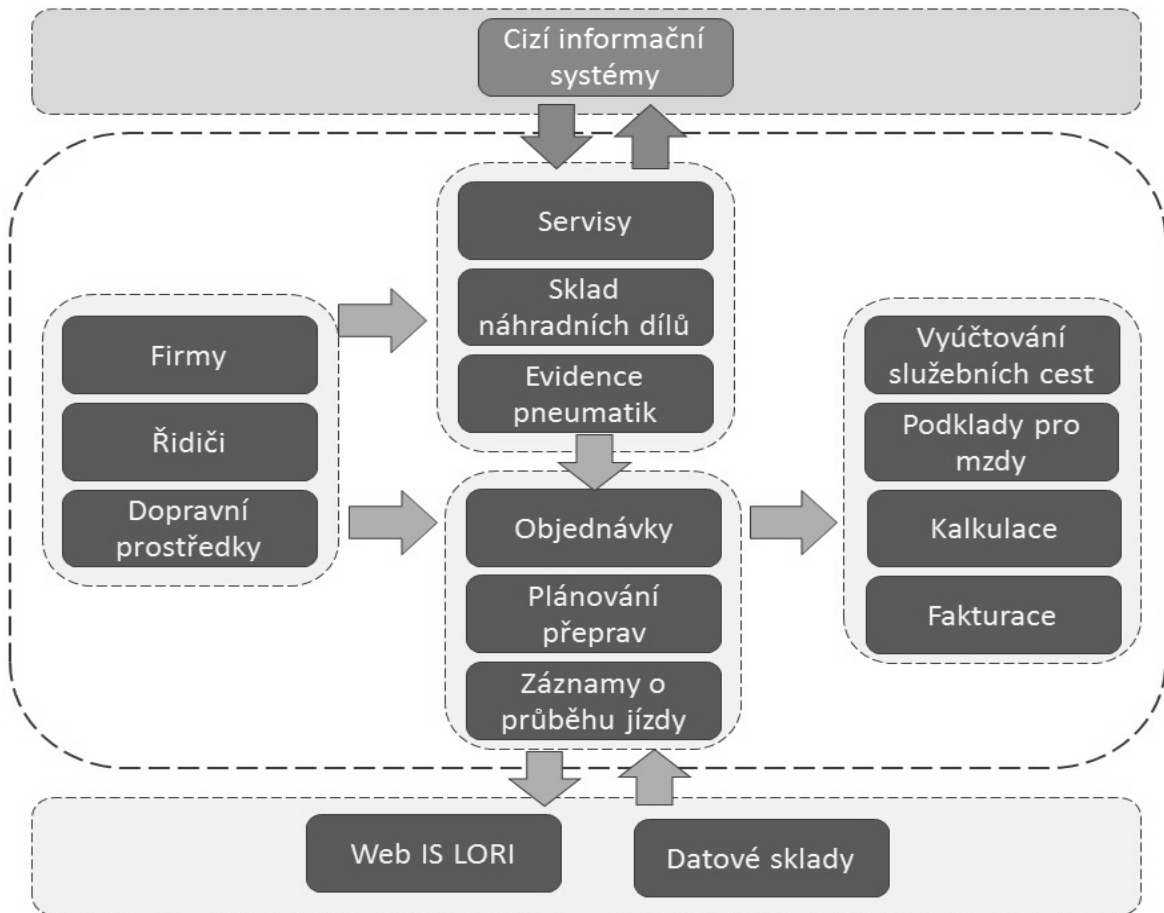 Cizí informační
systémy
Servisy
Sklad
náhradních dílů
Evidence
pneumatik
Firmy
Řidiči
Dopravní
prostředky
Objednávky
Plánování
přeprav
Záznamy o
průběhu jízdy
Vyúčtování
služebních cest
Podklady pro
mzdy
Kalkulace
Fakturace
Web IS LORI
Datové sklady